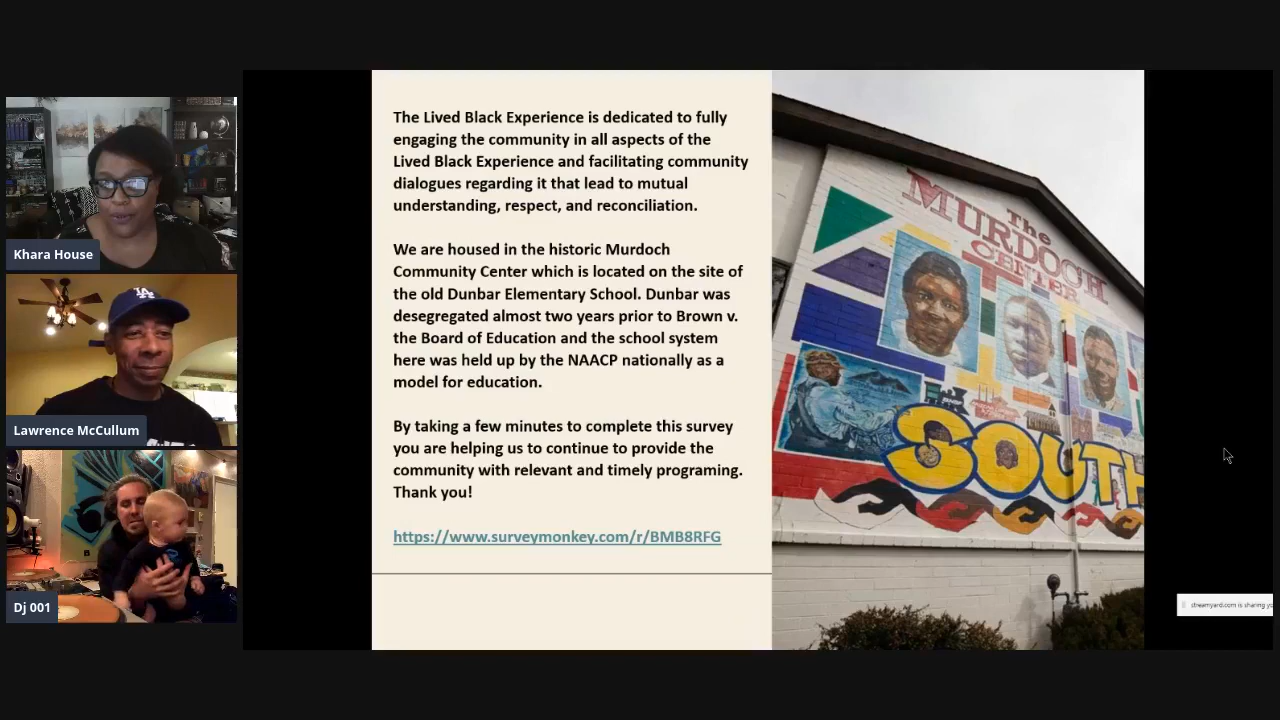 The Lived Black Experience is dedicated to fully
engaging the community in all aspects of the
Lived Black Experience and facilitating community
dialogues regarding it that lead to mutual
understanding, respect, and reconciliation.
We are housed in the historic Murdoch
Community Center which is located on the site of
the old Dunbar Elementary School. Dunbar was
desegregated almost two years prior to Brown v.
the Board of Education and the school system
here was held up by the NAACP nationally as a
model for education.
By taking a few minutes to complete this survey
you are helping us to continue to provide the
community with relevant and timely programing.
Thank you!
https://www.surveymonkey.com/r/BMB8RFG
The
MURDOCH
CENTER
SOUTH
Khara House
LA
Lawrence McCullum
Dj 001
streamyard.com is sharing yo